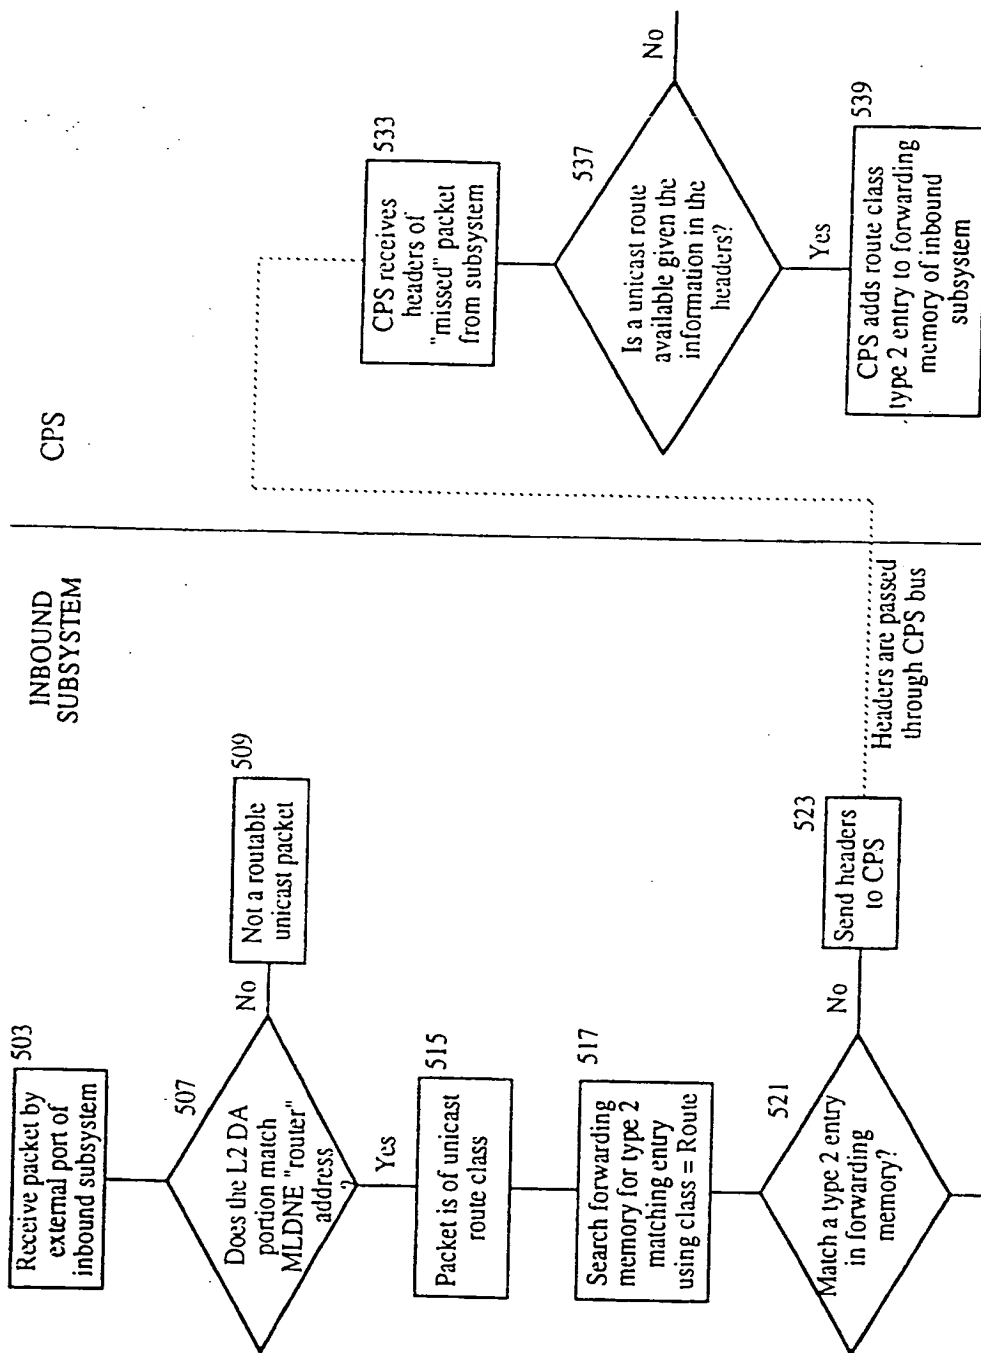 INBOUND
SUBSYSTEM
503
Receive packet by
external port of
inbound subsystem
507
Does the L2 DA
portion match
MLDNE "router"
address
?
No
509
Not a routable
unicast packet
Yes
515
Packet is of unicast
route class
517
Search forwarding
memory for type 2
matching entry
using class = Route
521
Match a type 2 entry
in forwarding
memory?
No
523
Send headers
to CPS
Headers are passed
through CPS bus
CPS
533
CPS receives
headers of
"missed" packet
from subsystem
537
Is a unicast route
available given the
information in the
headers?
No
Yes
539
CPS adds route class
type 2 entry to forwarding
memory of inbound
subsystem